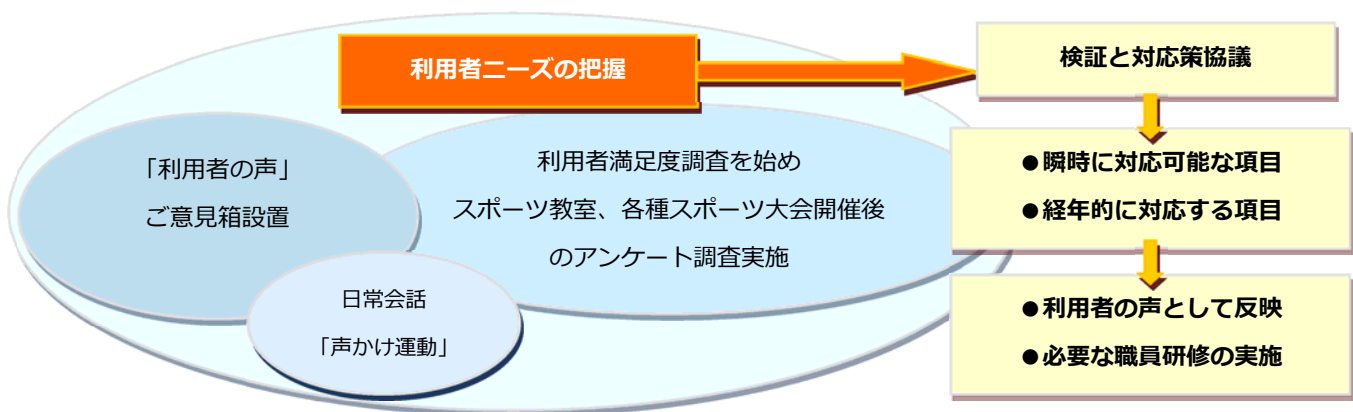 利用者ニーズの把握
「利用者の声」
ご意見箱設置
利用者満足度調査を始め
スポーツ教室、各種スポーツ大会開催後
のアンケート調査実施
日常会話
「声かけ運動」
検証と対応策協議
●瞬時に対応可能な項目
●経年的に対応する項目
●利用者の声として反映
●必要な職員研修の実施